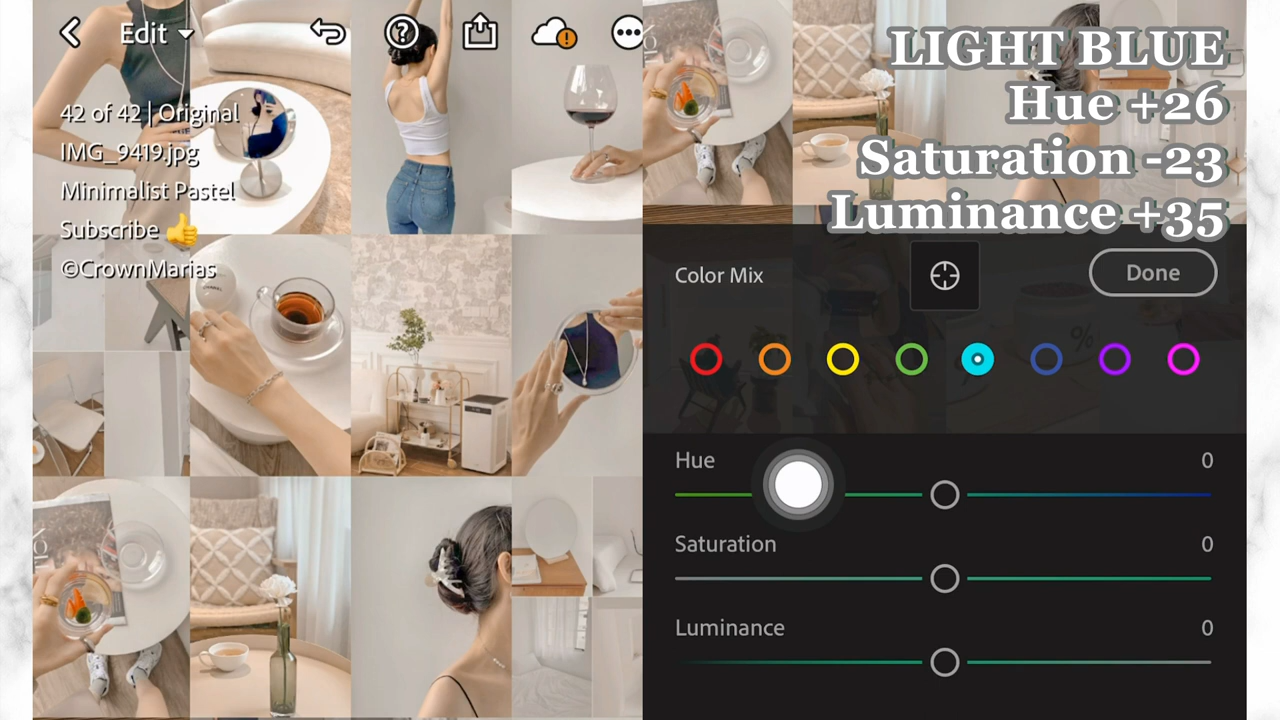 Edit
42 of 42 | Original
IMG_9419.jpg
Minimalist Pastel
Subscribe 👍
©CrownMarias
LIGHT BLUE
Hue +26
Saturation -23
Luminance +35
Color Mix
Done
Hue 0
Saturation 0
Luminance 0